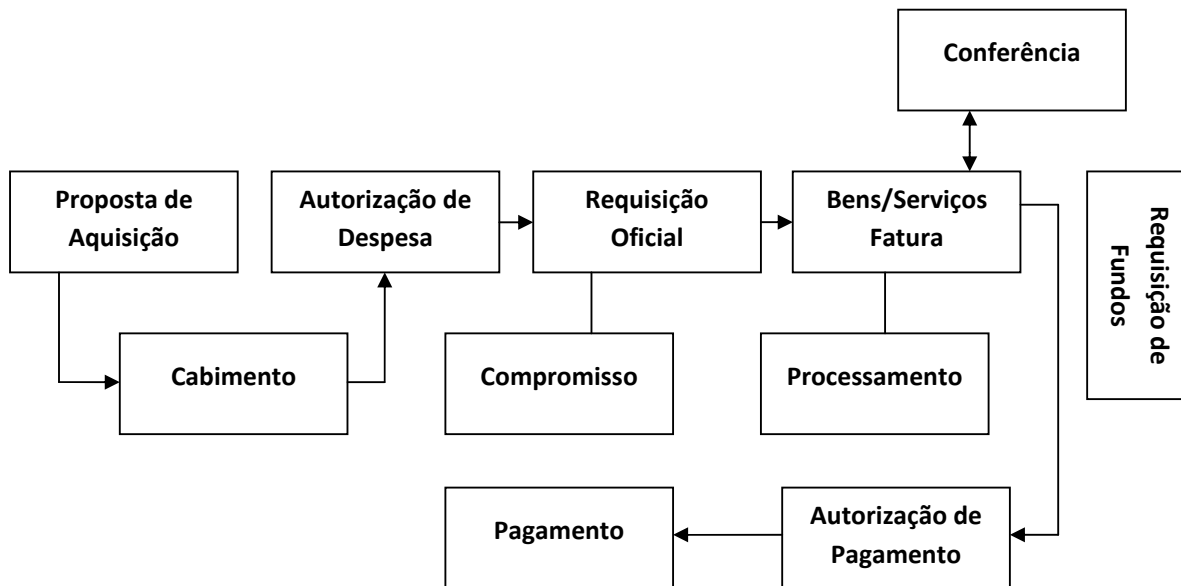 Conferência
Proposta de
Aquisição
Autorização de
Despesa
Requisição
Oficial
Bens/Serviços
Fatura
Requisição de
Fundos
Cabimento
Compromisso
Processamento
Pagamento
Autorização de
Pagamento